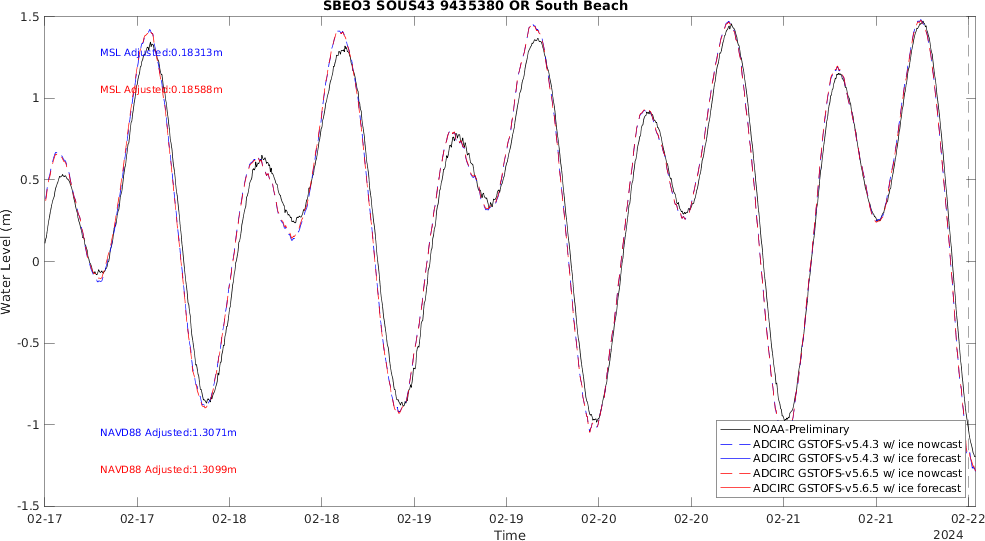 SBEO3 SOUS43 9435380 OR South Beach
1.5
1
0.5
0
-0.5
-1
-1.5
Water Level (m)
MSL Adjusted:0.18313m
MSL Adjusted:0.18588m
NAVD88 Adjusted:1.3071m
NAVD88 Adjusted:1.3099m
NOAA-Preliminary
ADCIRC GSTOFS-v5.4.3 w/ ice nowcast
ADCIRC GSTOFS-v5.4.3 w/ ice forecast
ADCIRC GSTOFS-v5.6.5 w/ ice nowcast
ADCIRC GSTOFS-v5.6.5 w/ ice forecast
02-17 02-17 02-18 02-18 02-19 02-19 02-20 02-20 02-21 02-21 02-22
Time
2024